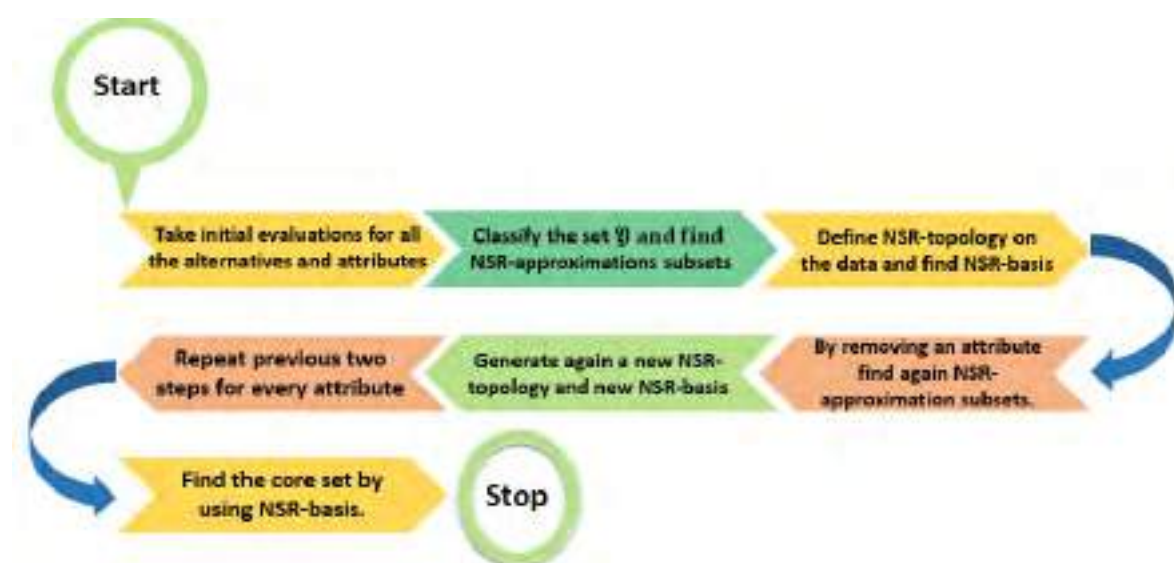 Start
Take initial evaluations for all
the alternatives and attributes
Classify the set 𝔜 and find
NSR-approximations subsets
Define NSR-topology on
the data and find NSR-basis
By removing an attribute
find again NSR-
approximation subsets.
Generate again a new NSR-
topology and new NSR-basis
Repeat previous two
steps for every attribute
Find the core set by
using NSR-basis.
Stop